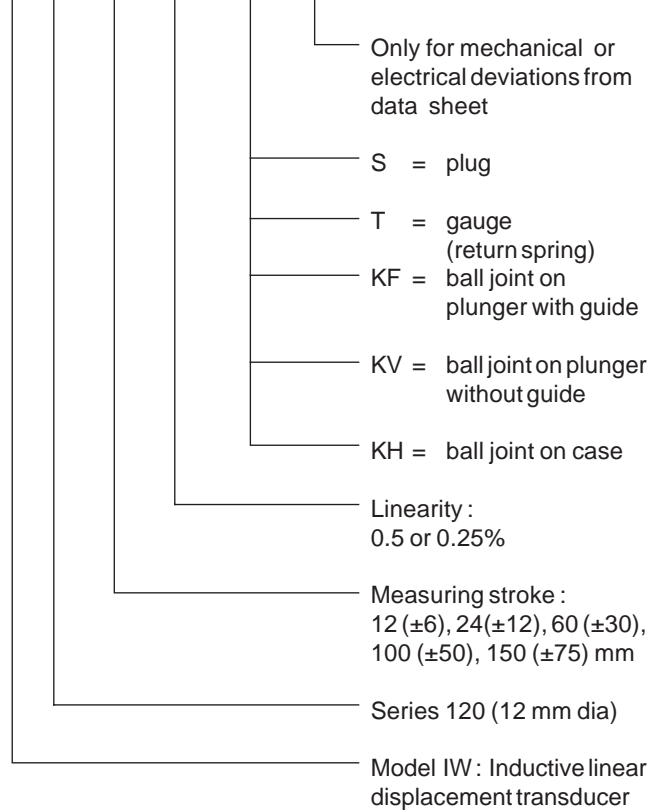 Only for mechanical or
electrical deviations from
data sheet
S = plug
T = gauge
(return spring)
KF = ball joint on
plunger with guide
KV = ball joint on plunger
without guide
KH = ball joint on case
Linearity :
0.5 or 0.25%
Measuring stroke :
12 (±6), 24(±12), 60 (±30),
100 (±50), 150 (±75) mm
Series 120 (12 mm dia)
Model IW : Inductive linear
displacement transducer